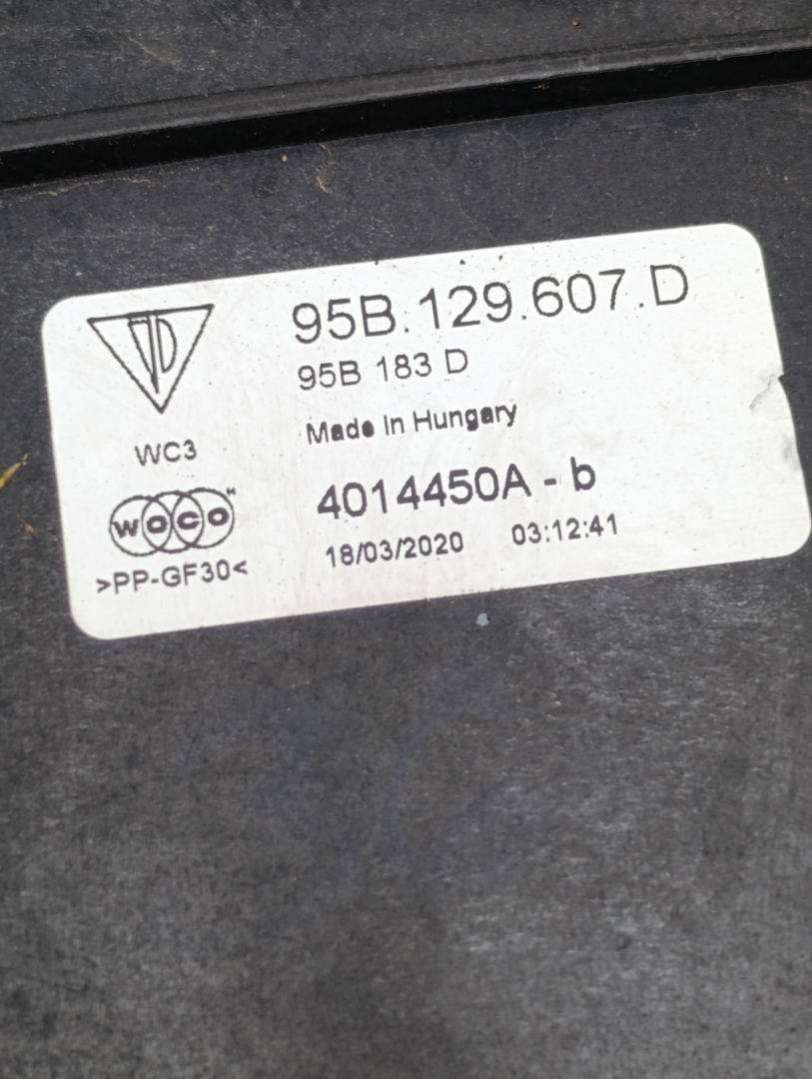 95B.129.607.D
95B 183 D
Made In Hungary
WC3
4014450A - b
woco
18/03/2020 03:12:41
>PP-GF30<